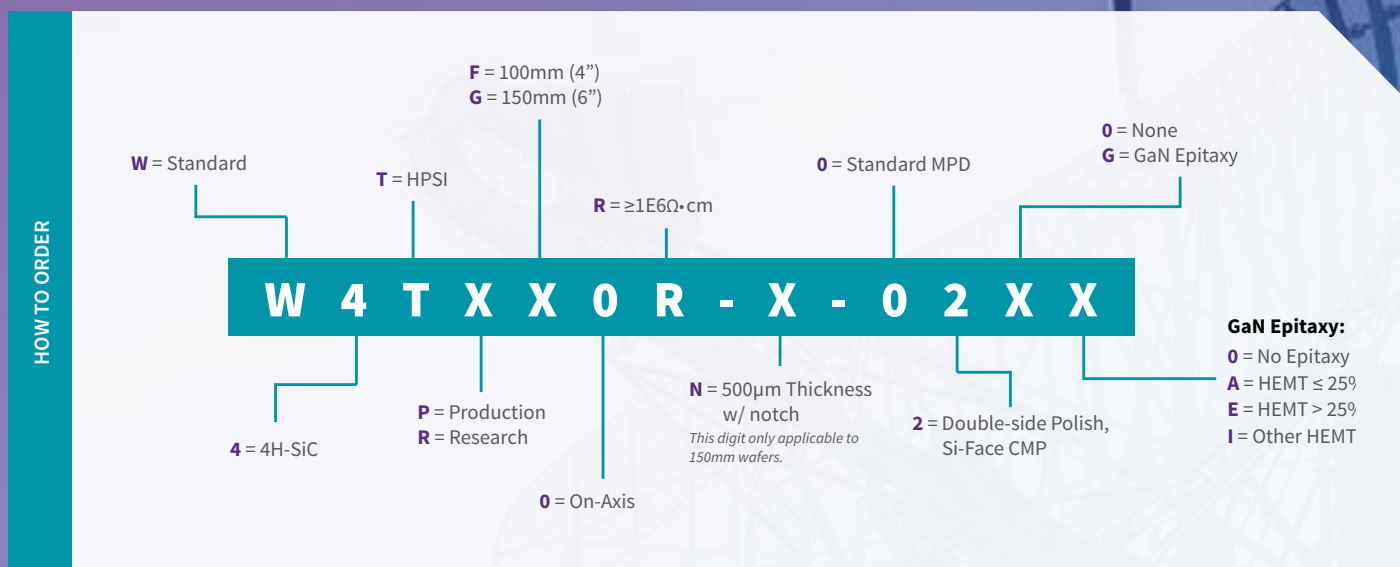 HOW TO ORDER
F = 100mm (4”)
G = 150mm (6”)
W = Standard
T = HPSI
R = ≥1E6Ω•cm
0 = Standard MPD
0 = None
G = GaN Epitaxy
W 4 T X X 0 R - X - 0 2 X X
4 = 4H-SiC
P = Production
R = Research
0 = On-Axis
N = 500µm Thickness
w/ notch
This digit only applicable to
150mm wafers.
2 = Double-side Polish,
Si-Face CMP
GaN Epitaxy:
0 = No Epitaxy
A = HEMT ≤ 25%
E = HEMT > 25%
I = Other HEMT